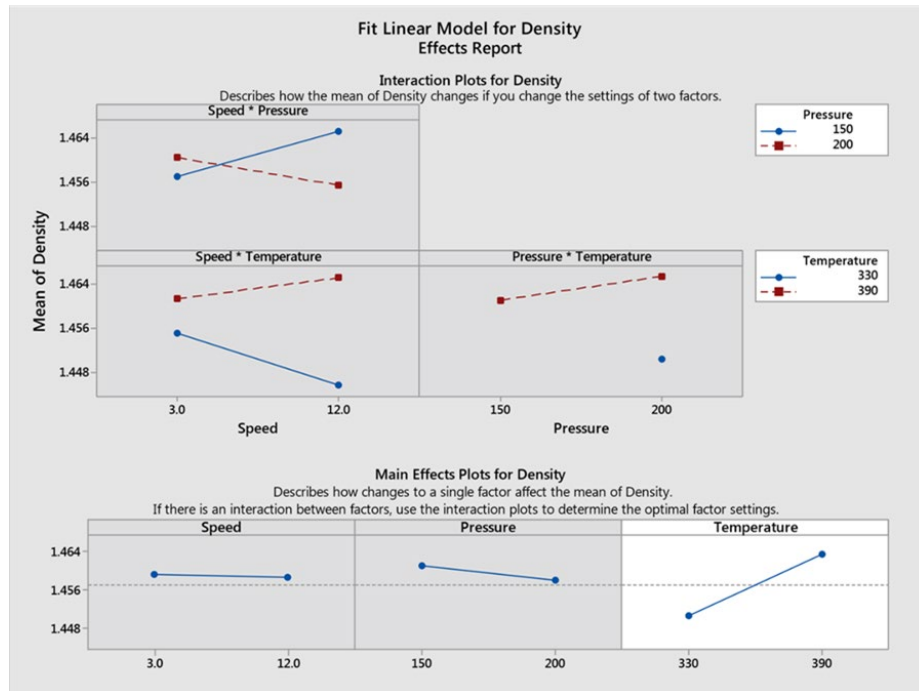 Fit Linear Model for Density
Effects Report
Interaction Plots for Density
Describes how the mean of Density changes if you change the settings of two factors.
Speed * Pressure
Pressure
150
200
1.464
1.456
1.448
Mean of Density
Speed * Temperature
Pressure * Temperature
Temperature
330
390
1.464
1.456
1.448
3.0
12.0
150
200
Speed
Pressure
Main Effects Plots for Density
Describes how changes to a single factor affect the mean of Density.
If there is an interaction between factors, use the interaction plots to determine the optimal factor settings.
Speed
Pressure
Temperature
1.464
1.456
1.448
3.0
12.0
150
200
330
390